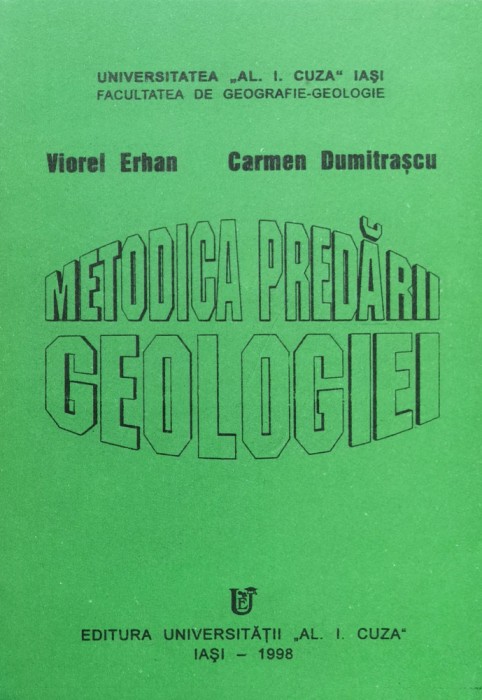 UNIVERSITATEA „AL. I. CUZA“ IAŞI
FACULTATEA DE GEOGRAFIE-GEOLOGIE
Viorel Erhan Carmen Dumitraşcu
METODICA PREDĂRII
GEOLOGIEI
EDITURA UNIVERSITĂŢII „AL. I. CUZA“
IAŞI – 1998